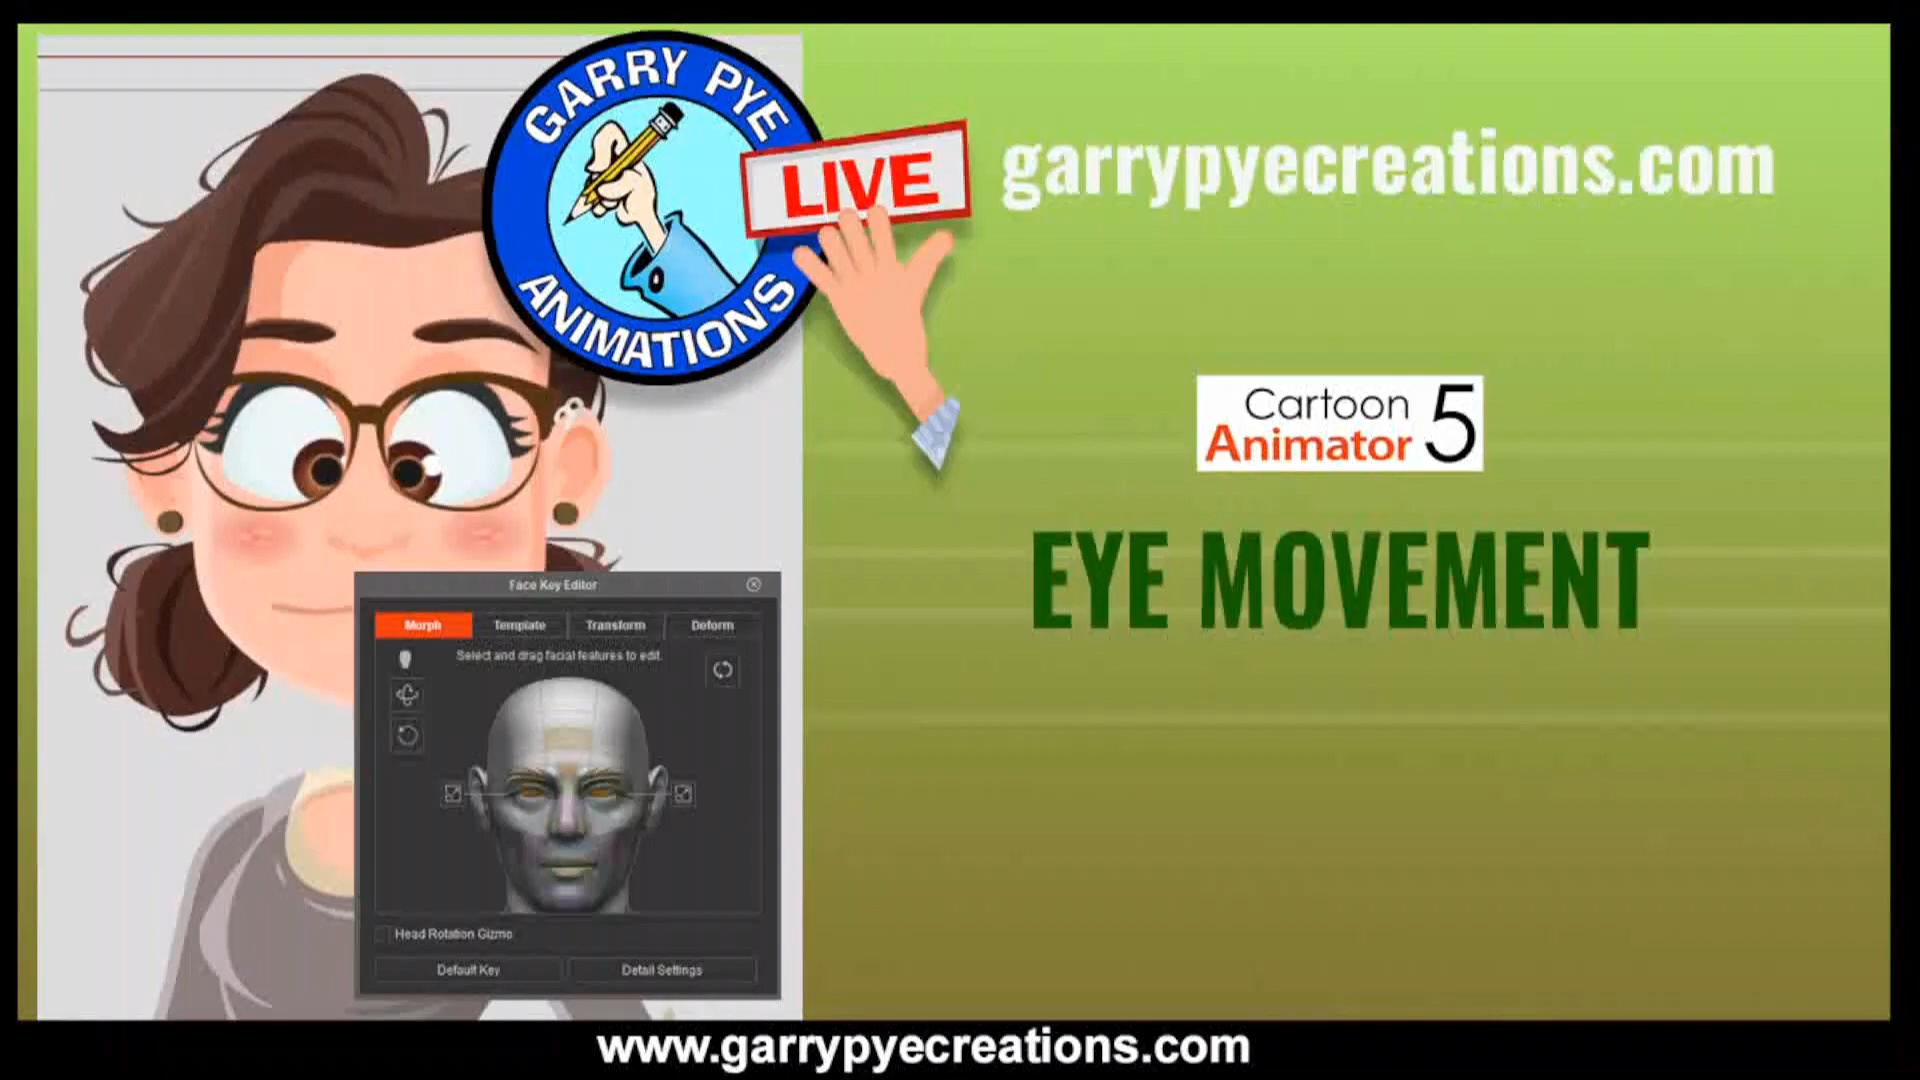 GARRY PYE
ANIMATIONS
LIVE
garrypyecreations.com
Cartoon
Animator 5
EYE MOVEMENT
Face Key Editor
Morph Template Transform Deform
Select and drag facial features to edit.
Head Rotation Gizmo
Default Key Detail Settings
www.garrypyecreations.com